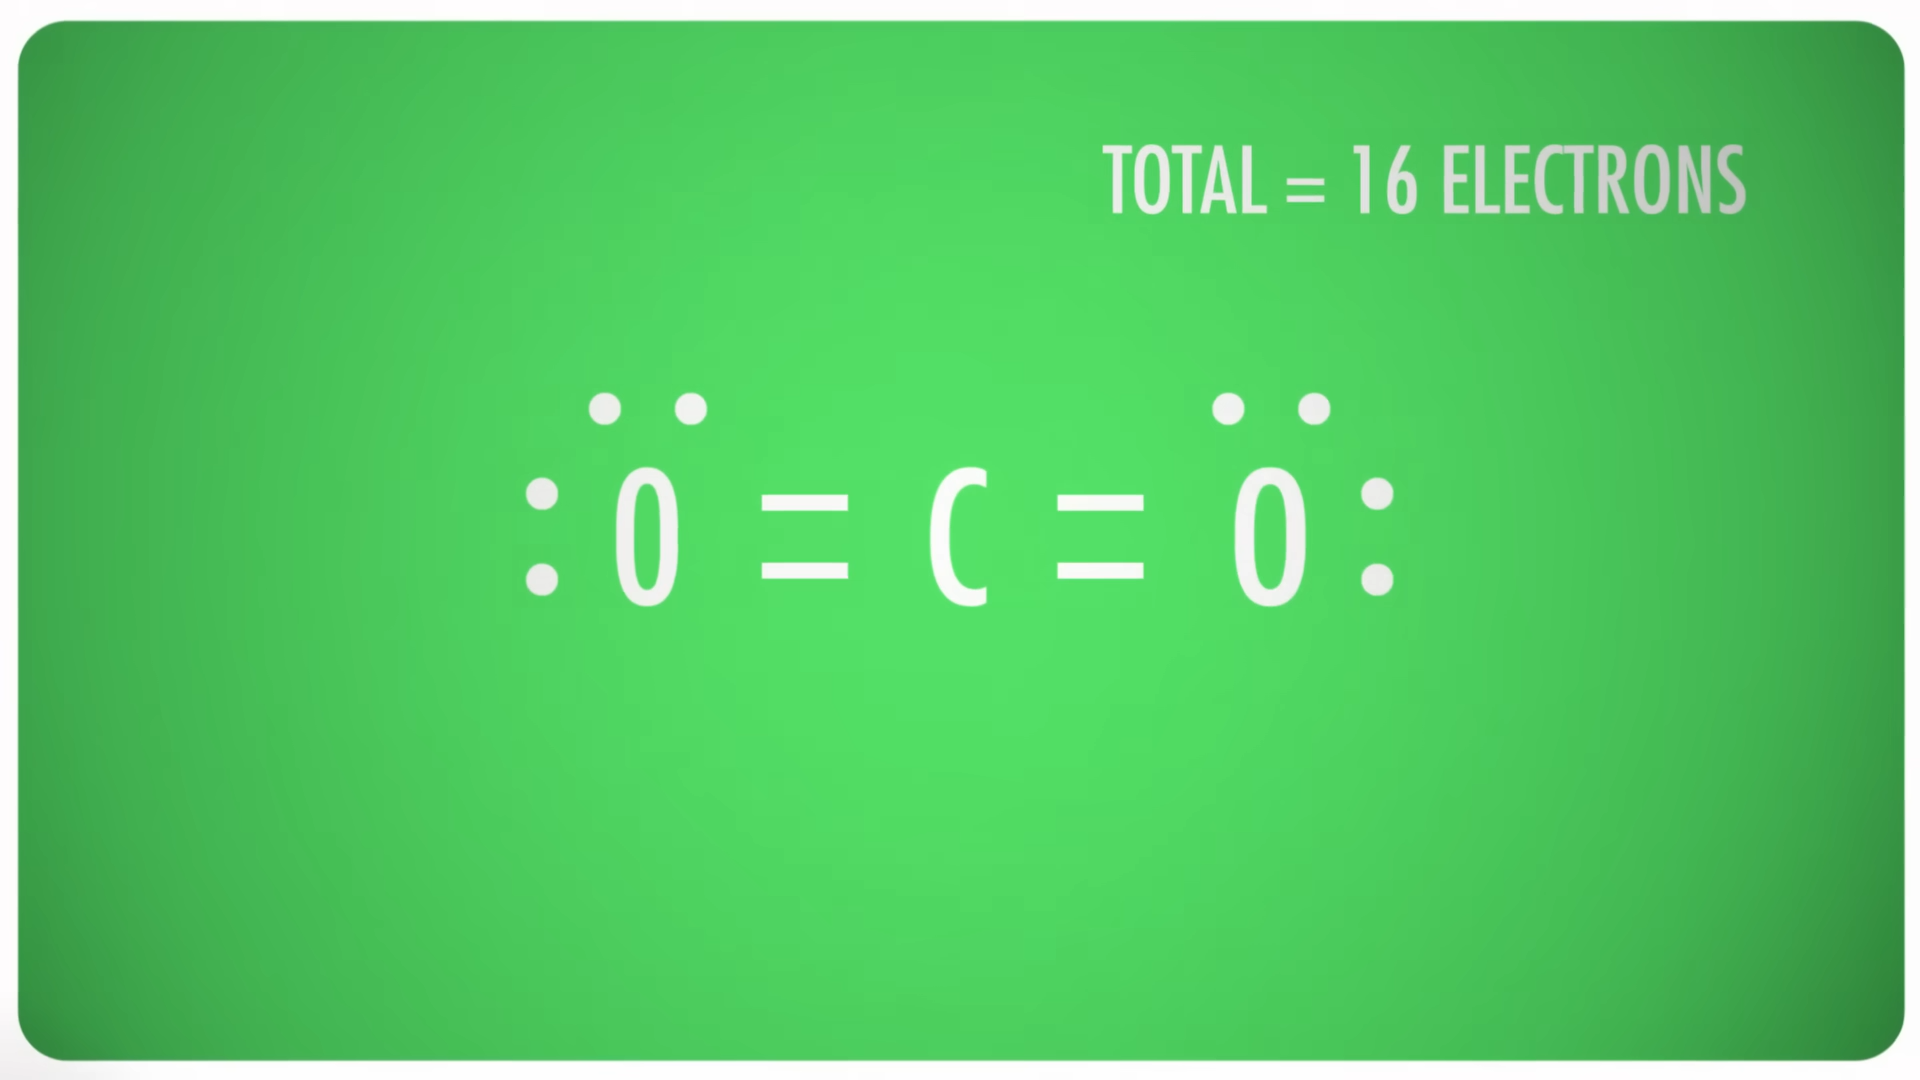 TOTAL = 16 ELECTRONS
:Ö = C = Ö: